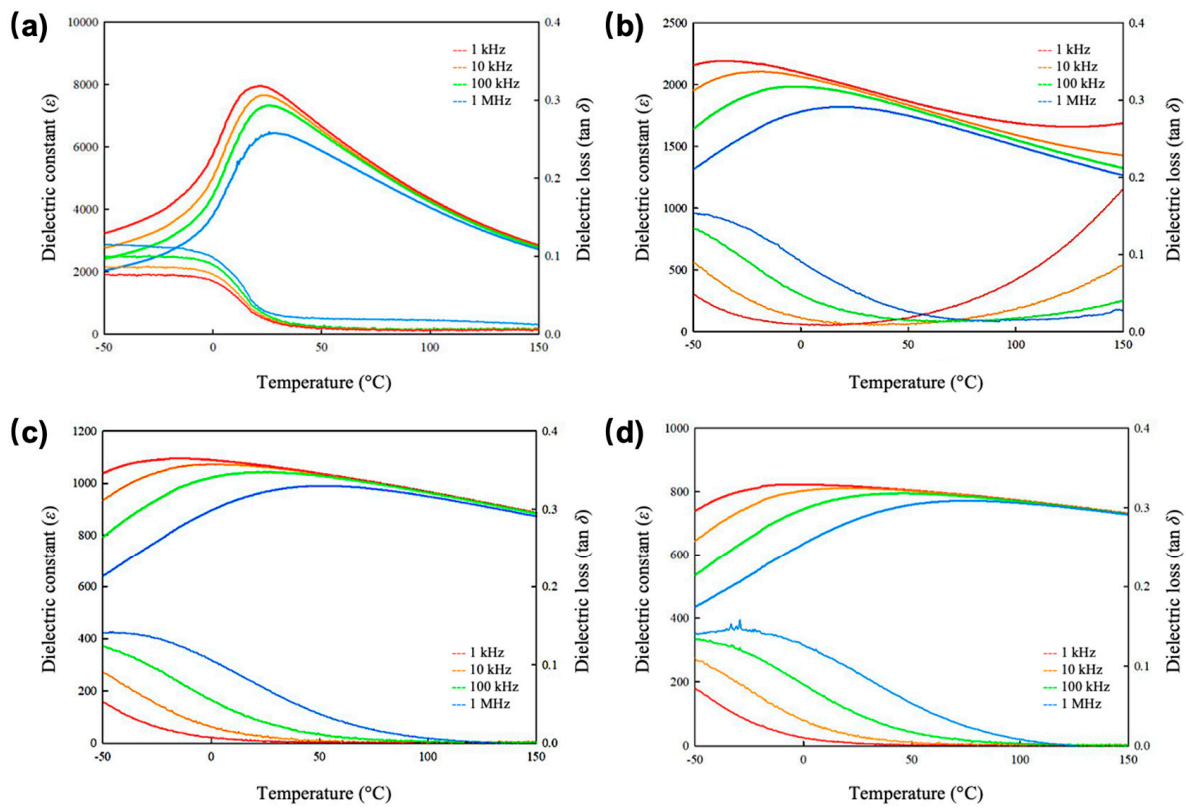 (a)
10000
8000
6000
4000
2000
0
Dielectric constant (ε)
-50
0
50
100
150
Temperature (°C)
0.4
0.3
0.2
0.1
0.0
Dielectric loss (tan δ)
1 kHz
10 kHz
100 kHz
1 MHz
(b)
2500
2000
1500
1000
500
0
Dielectric constant (ε)
-50
0
50
100
150
Temperature (°C)
0.4
0.3
0.2
0.1
0.0
Dielectric loss (tan δ)
1 kHz
10 kHz
100 kHz
1 MHz
(c)
1200
1000
800
600
400
200
0
Dielectric constant (ε)
-50
0
50
100
150
Temperature (°C)
0.4
0.3
0.2
0.1
0.0
Dielectric loss (tan δ)
1 kHz
10 kHz
100 kHz
1 MHz
(d)
1000
800
600
400
200
0
Dielectric constant (ε)
-50
0
50
100
150
Temperature (°C)
0.4
0.3
0.2
0.1
0.0
Dielectric loss (tan δ)
1 kHz
10 kHz
100 kHz
1 MHz